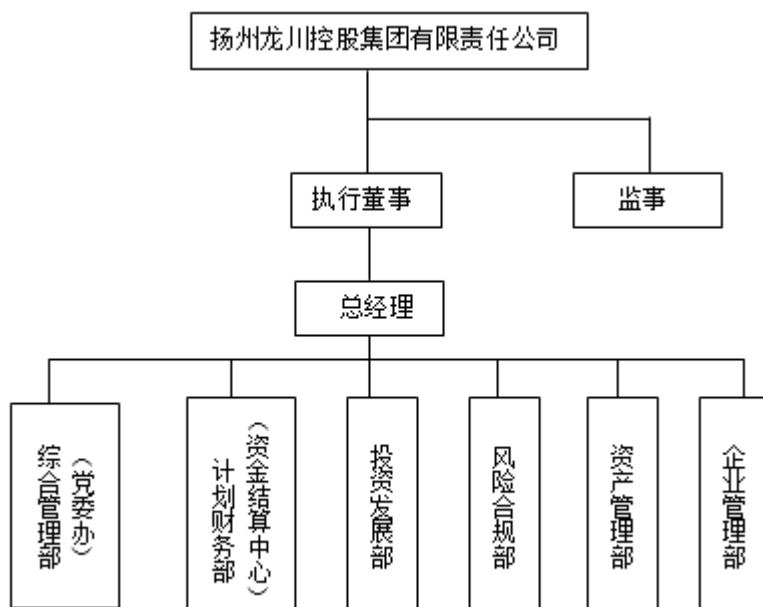 扬州龙川控股集团有限责任公司
执行董事
监事
总经理
综合管理部
（党委办）
计划财务部
（资金结算中心）
投资发展部
风险合规部
资产管理部
企业管理部